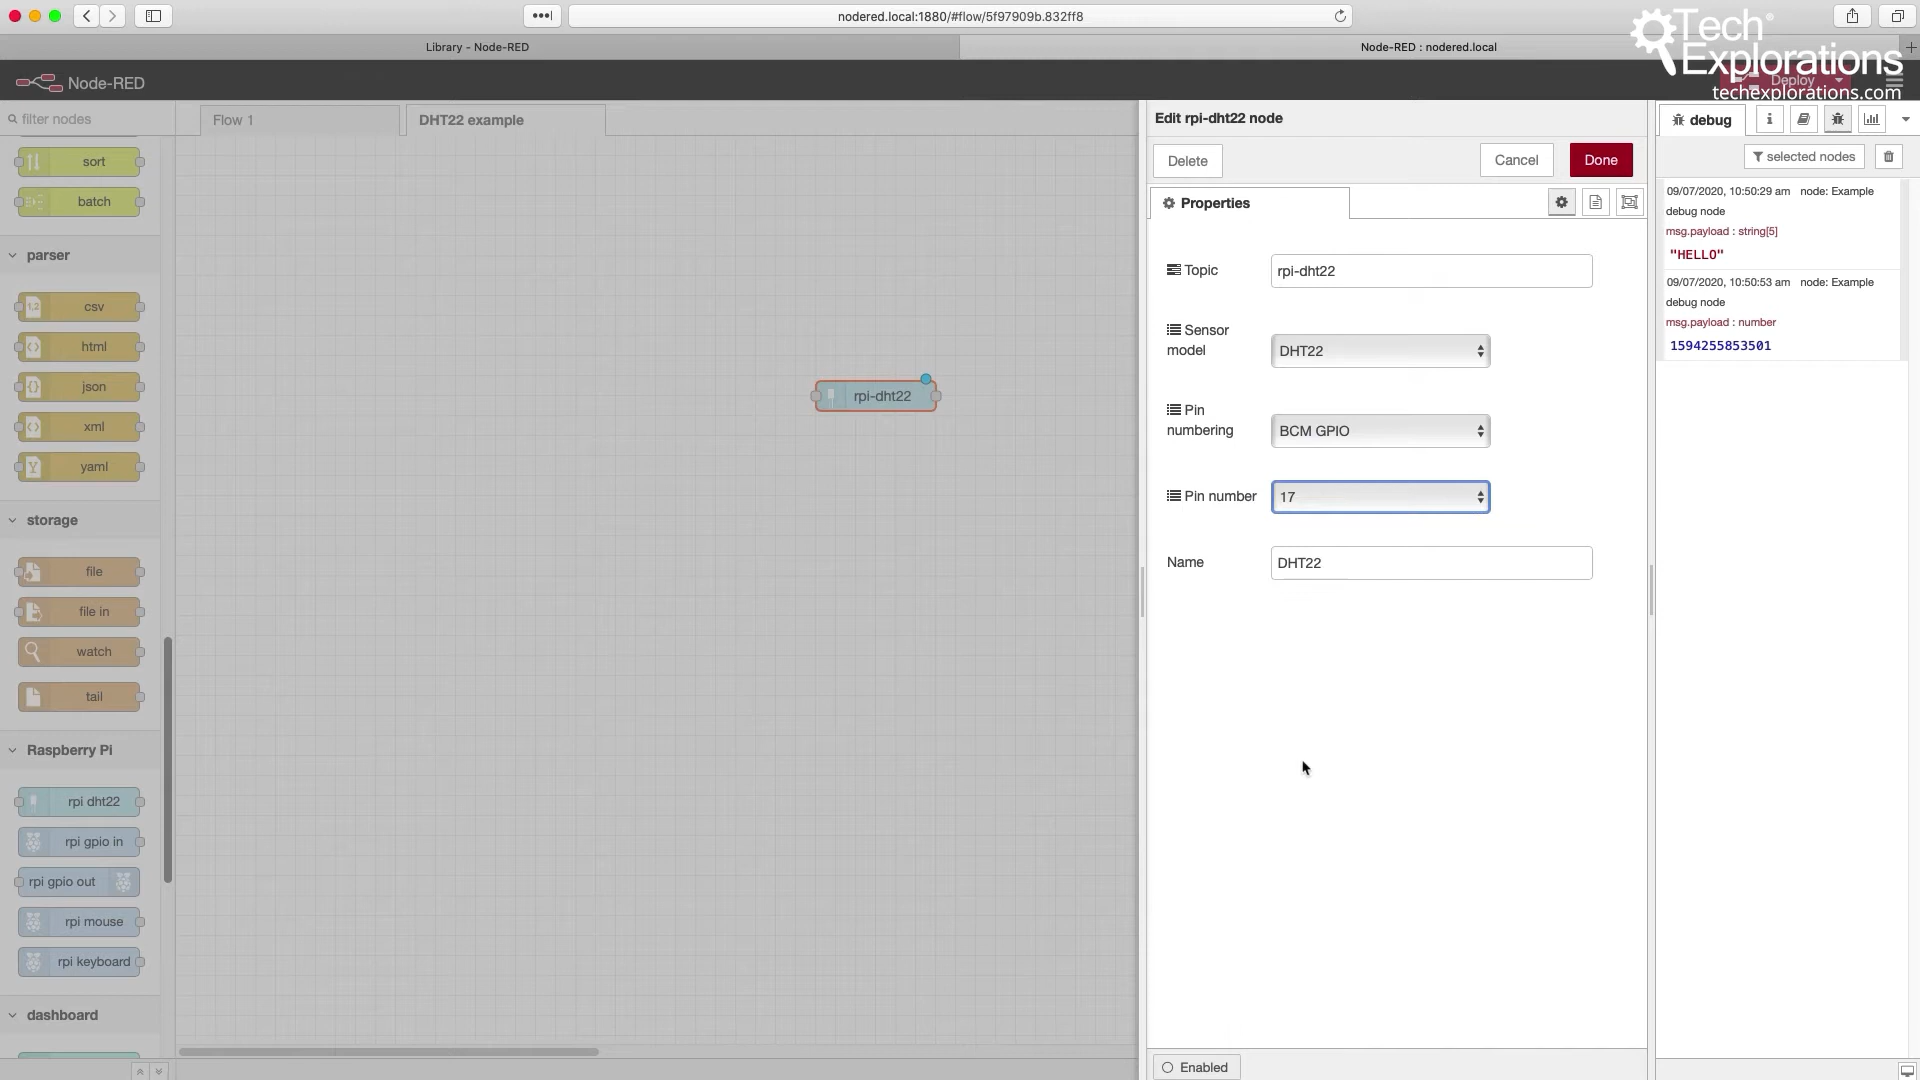 nodered.local:1880/#flow/5f97909b.832ff8
Library - Node-RED
Node-RED : nodered.local
Tech
Explorations
techexplorations.com
Node-RED
Deploy
filter nodes
Flow 1
DHT22 example
sort
batch
parser
csv
html
json
xml
yaml
storage
file
file in
watch
tail
Raspberry Pi
rpi dht22
rpi gpio in
rpi gpio out
rpi mouse
rpi keyboard
dashboard
rpi-dht22
Edit rpi-dht22 node
Delete
Cancel
Done
Properties
Topic
rpi-dht22
Sensor
model
DHT22
Pin
numbering
BCM GPIO
Pin number
17
Name
DHT22
Enabled
debug
selected nodes
09/07/2020, 10:50:29 am node: Example
debug node
msg.payload : string[5]
"HELLO"
09/07/2020, 10:50:53 am node: Example
debug node
msg.payload : number
1594255853501